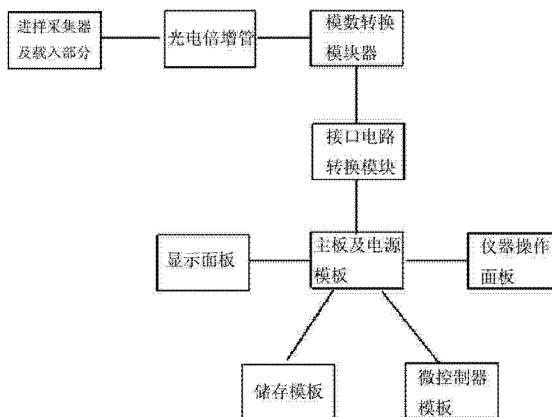 进样采集器
及载入部分
光电倍增管
模数转换
模块器
接口电路
转换模块
显示面板
主板及电源
模板
仪器操作
面板
储存模板
微控制器
模板